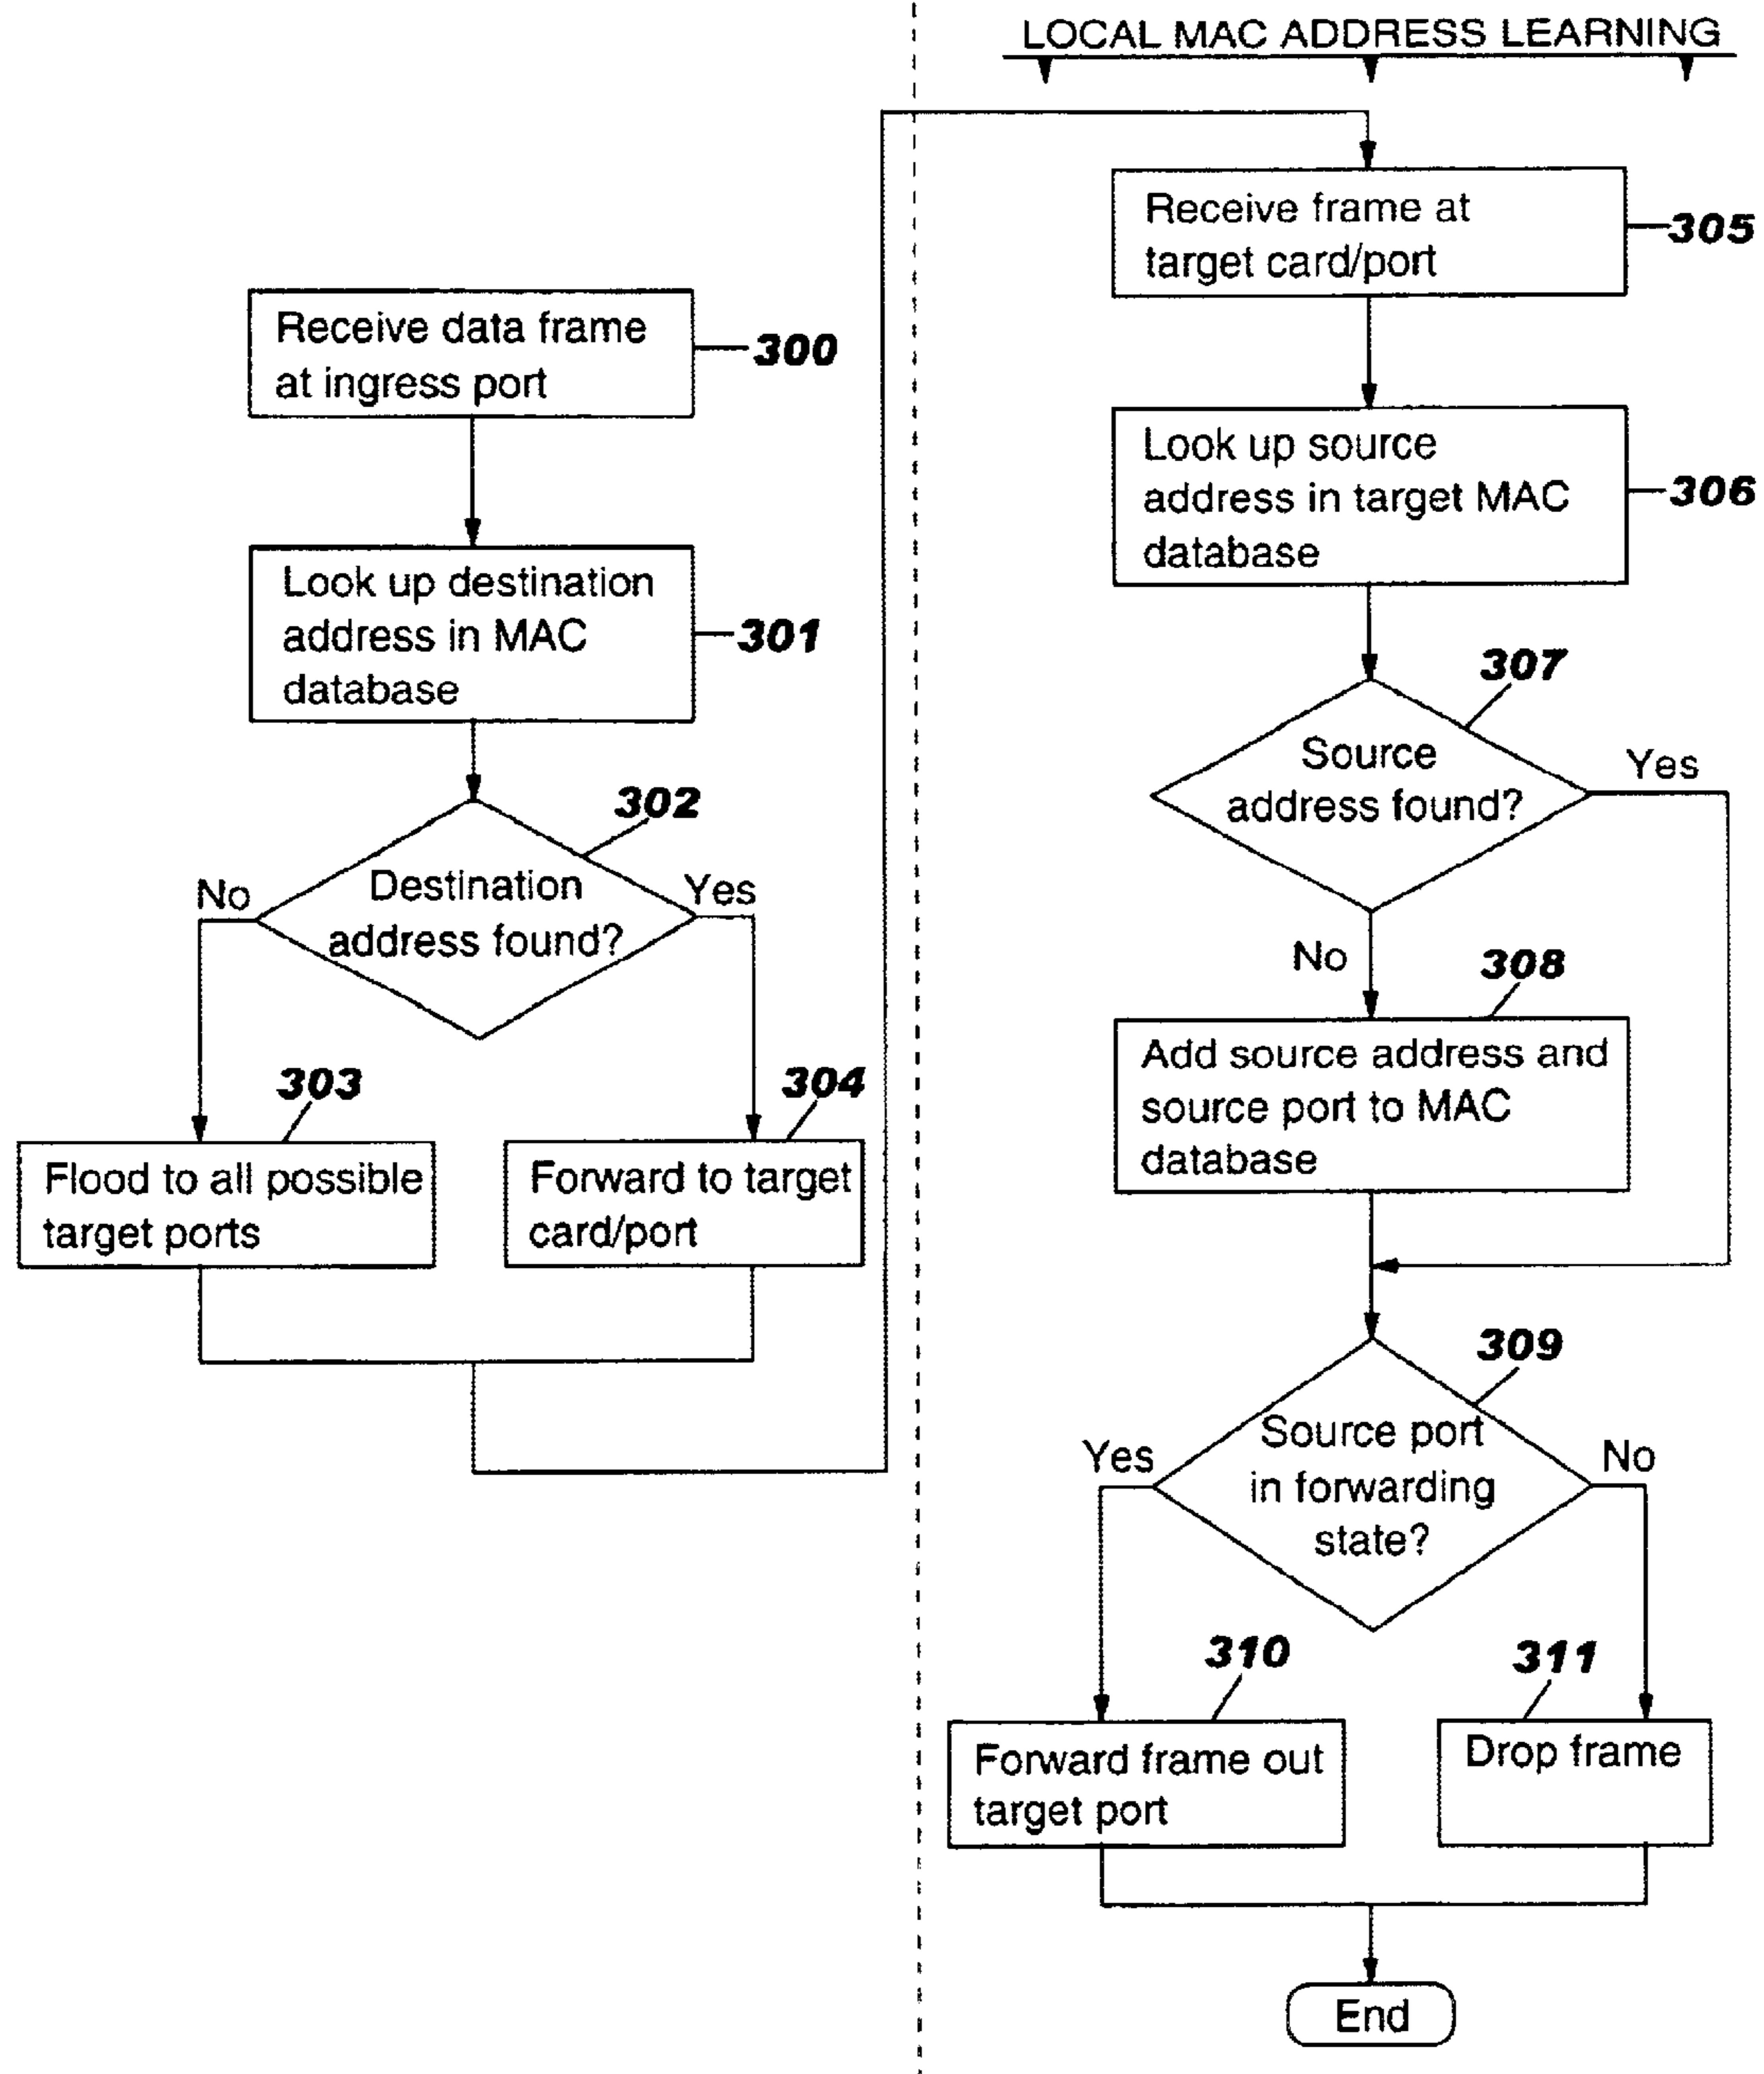 LOCAL MAC ADDRESS LEARNING
Receive data frame
at ingress port
300
Look up destination
address in MAC
database
301
302
Destination
address found?
No
Yes
303
Flood to all possible
target ports
304
Forward to target
card/port
Receive frame at
target card/port
305
Look up source
address in target MAC
database
306
307
Source
address found?
Yes
No
308
Add source address and
source port to MAC
database
309
Source port
in forwarding
state?
Yes
No
310
Forward frame out
target port
311
Drop frame
End